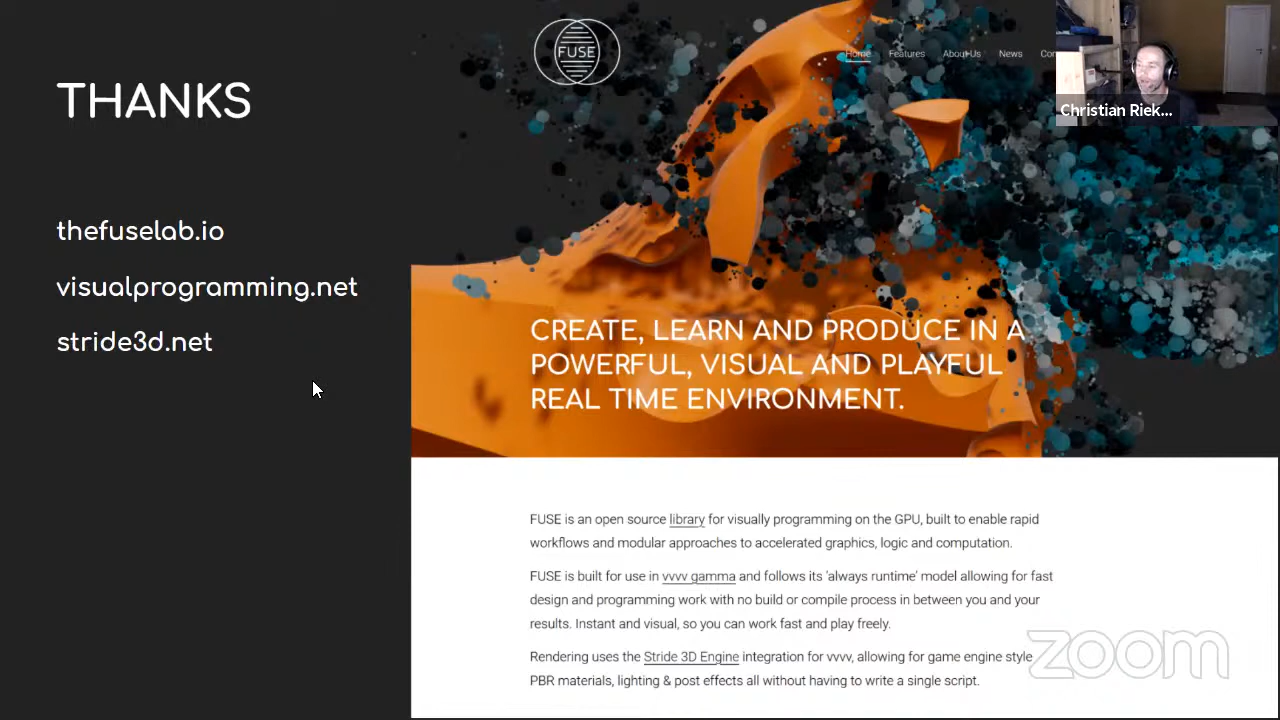 THANKS
thefuselab.io
visualprogramming.net
stride3d.net
FUSE
Home Features About Us News
Christian Riek...
CREATE, LEARN AND PRODUCE IN A
POWERFUL, VISUAL AND PLAYFUL
REAL TIME ENVIRONMENT.
FUSE is an open source library for visually programming on the GPU, built to enable rapid
workflows and modular approaches to accelerated graphics, logic and computation.
FUSE is built for use in vvvv gamma and follows its 'always runtime' model allowing for fast
design and programming work with no build or compile process in between you and your
results. Instant and visual, so you can work fast and play freely.
Rendering uses the Stride 3D Engine integration for vvvv, allowing for game engine style
PBR materials, lighting & post effects all without having to write a single script.
zoom